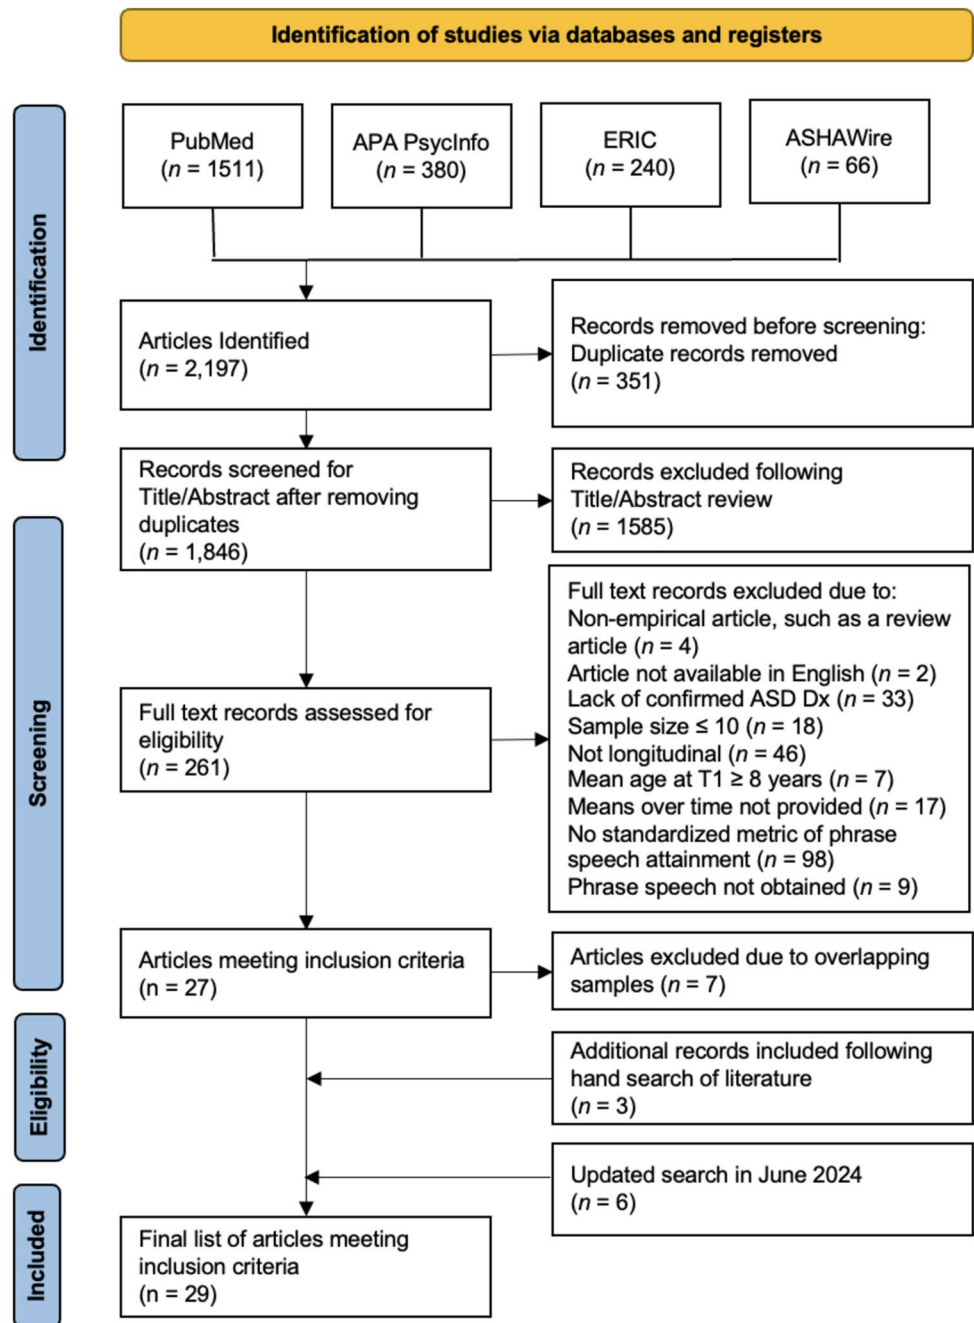 Identification of studies via databases and registers
Identification
PubMed
(n = 1511)
APA PsycInfo
(n = 380)
ERIC
(n = 240)
ASHAWire
(n = 66)
Articles Identified
(n = 2,197)
Records removed before screening:
Duplicate records removed
(n = 351)
Screening
Records screened for
Title/Abstract after removing
duplicates
(n = 1,846)
Records excluded following
Title/Abstract review
(n = 1585)
Full text records assessed for
eligibility
(n = 261)
Full text records excluded due to:
Non-empirical article, such as a review
article (n = 4)
Article not available in English (n = 2)
Lack of confirmed ASD Dx (n = 33)
Sample size ≤ 10 (n = 18)
Not longitudinal (n = 46)
Mean age at T1 ≥ 8 years (n = 7)
Means over time not provided (n = 17)
No standardized metric of phrase
speech attainment (n = 98)
Phrase speech not obtained (n = 9)
Articles meeting inclusion criteria
(n = 27)
Articles excluded due to overlapping
samples (n = 7)
Eligibility
Additional records included following
hand search of literature
(n = 3)
Updated search in June 2024
(n = 6)
Included
Final list of articles meeting
inclusion criteria
(n = 29)